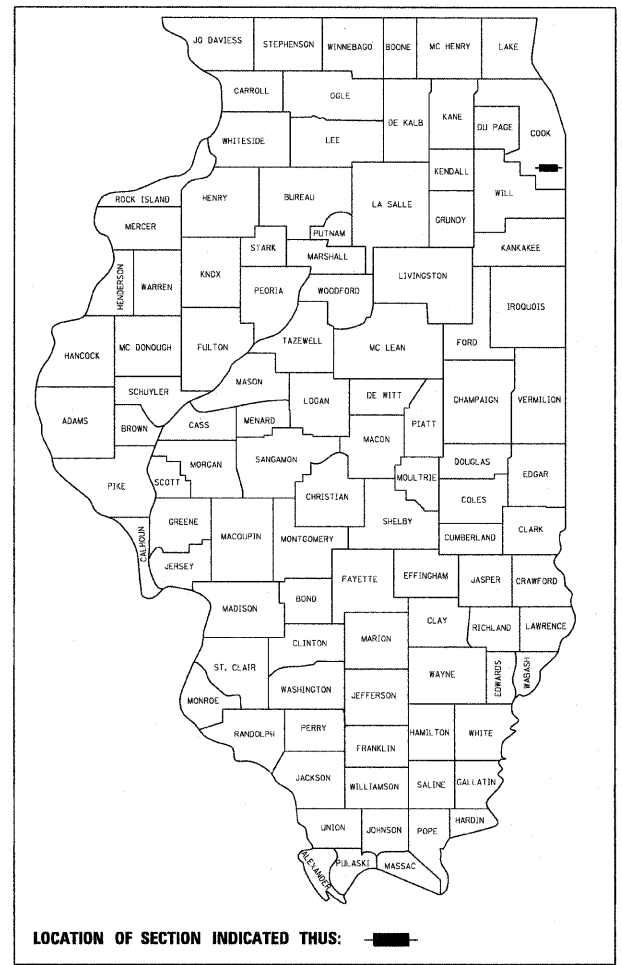 JO DAVIESS STEPHENSON WINNEBAGO BOONE MC HENRY LAKE
CARROLL OGLE DE KALB KANE DU PAGE COOK
WHITESIDE LEE
KENDALL WILL
ROCK ISLAND HENRY BUREAU LA SALLE GRUNDY
MERCER PUTNAM
STARK MARSHALL KANKAKEE
HENDERSON WARREN KNOX PEORIA WOODFORD LIVINGSTON IROQUOIS
HANCOCK MC DONOUGH FULTON TAZEWELL MC LEAN FORD
MASON
SCHUYLER LOGAN DE WITT CHAMPAIGN VERMILION
ADAMS BROWN CASS MENARD MACON PIATT
PIKE SCOTT MORGAN SANGAMON MOULTRIE DOUGLAS EDGAR
CHRISTIAN COLES
CALHOUN GREENE MACOUPIN MONTGOMERY SHELBY CUMBERLAND CLARK
JERSEY FAYETTE EFFINGHAM JASPER CRAWFORD
MADISON BOND
CLAY RICHLAND LAWRENCE
CLINTON MARION
ST. CLAIR WAYNE EDWARDS WABASH
MONROE WASHINGTON JEFFERSON
RANDOLPH PERRY HAMILTON WHITE
FRANKLIN
JACKSON WILLIAMSON SALINE GALLATIN
UNION JOHNSON POPE HARDIN
ALEXANDER PULASKI MASSAC
LOCATION OF SECTION INDICATED THUS: